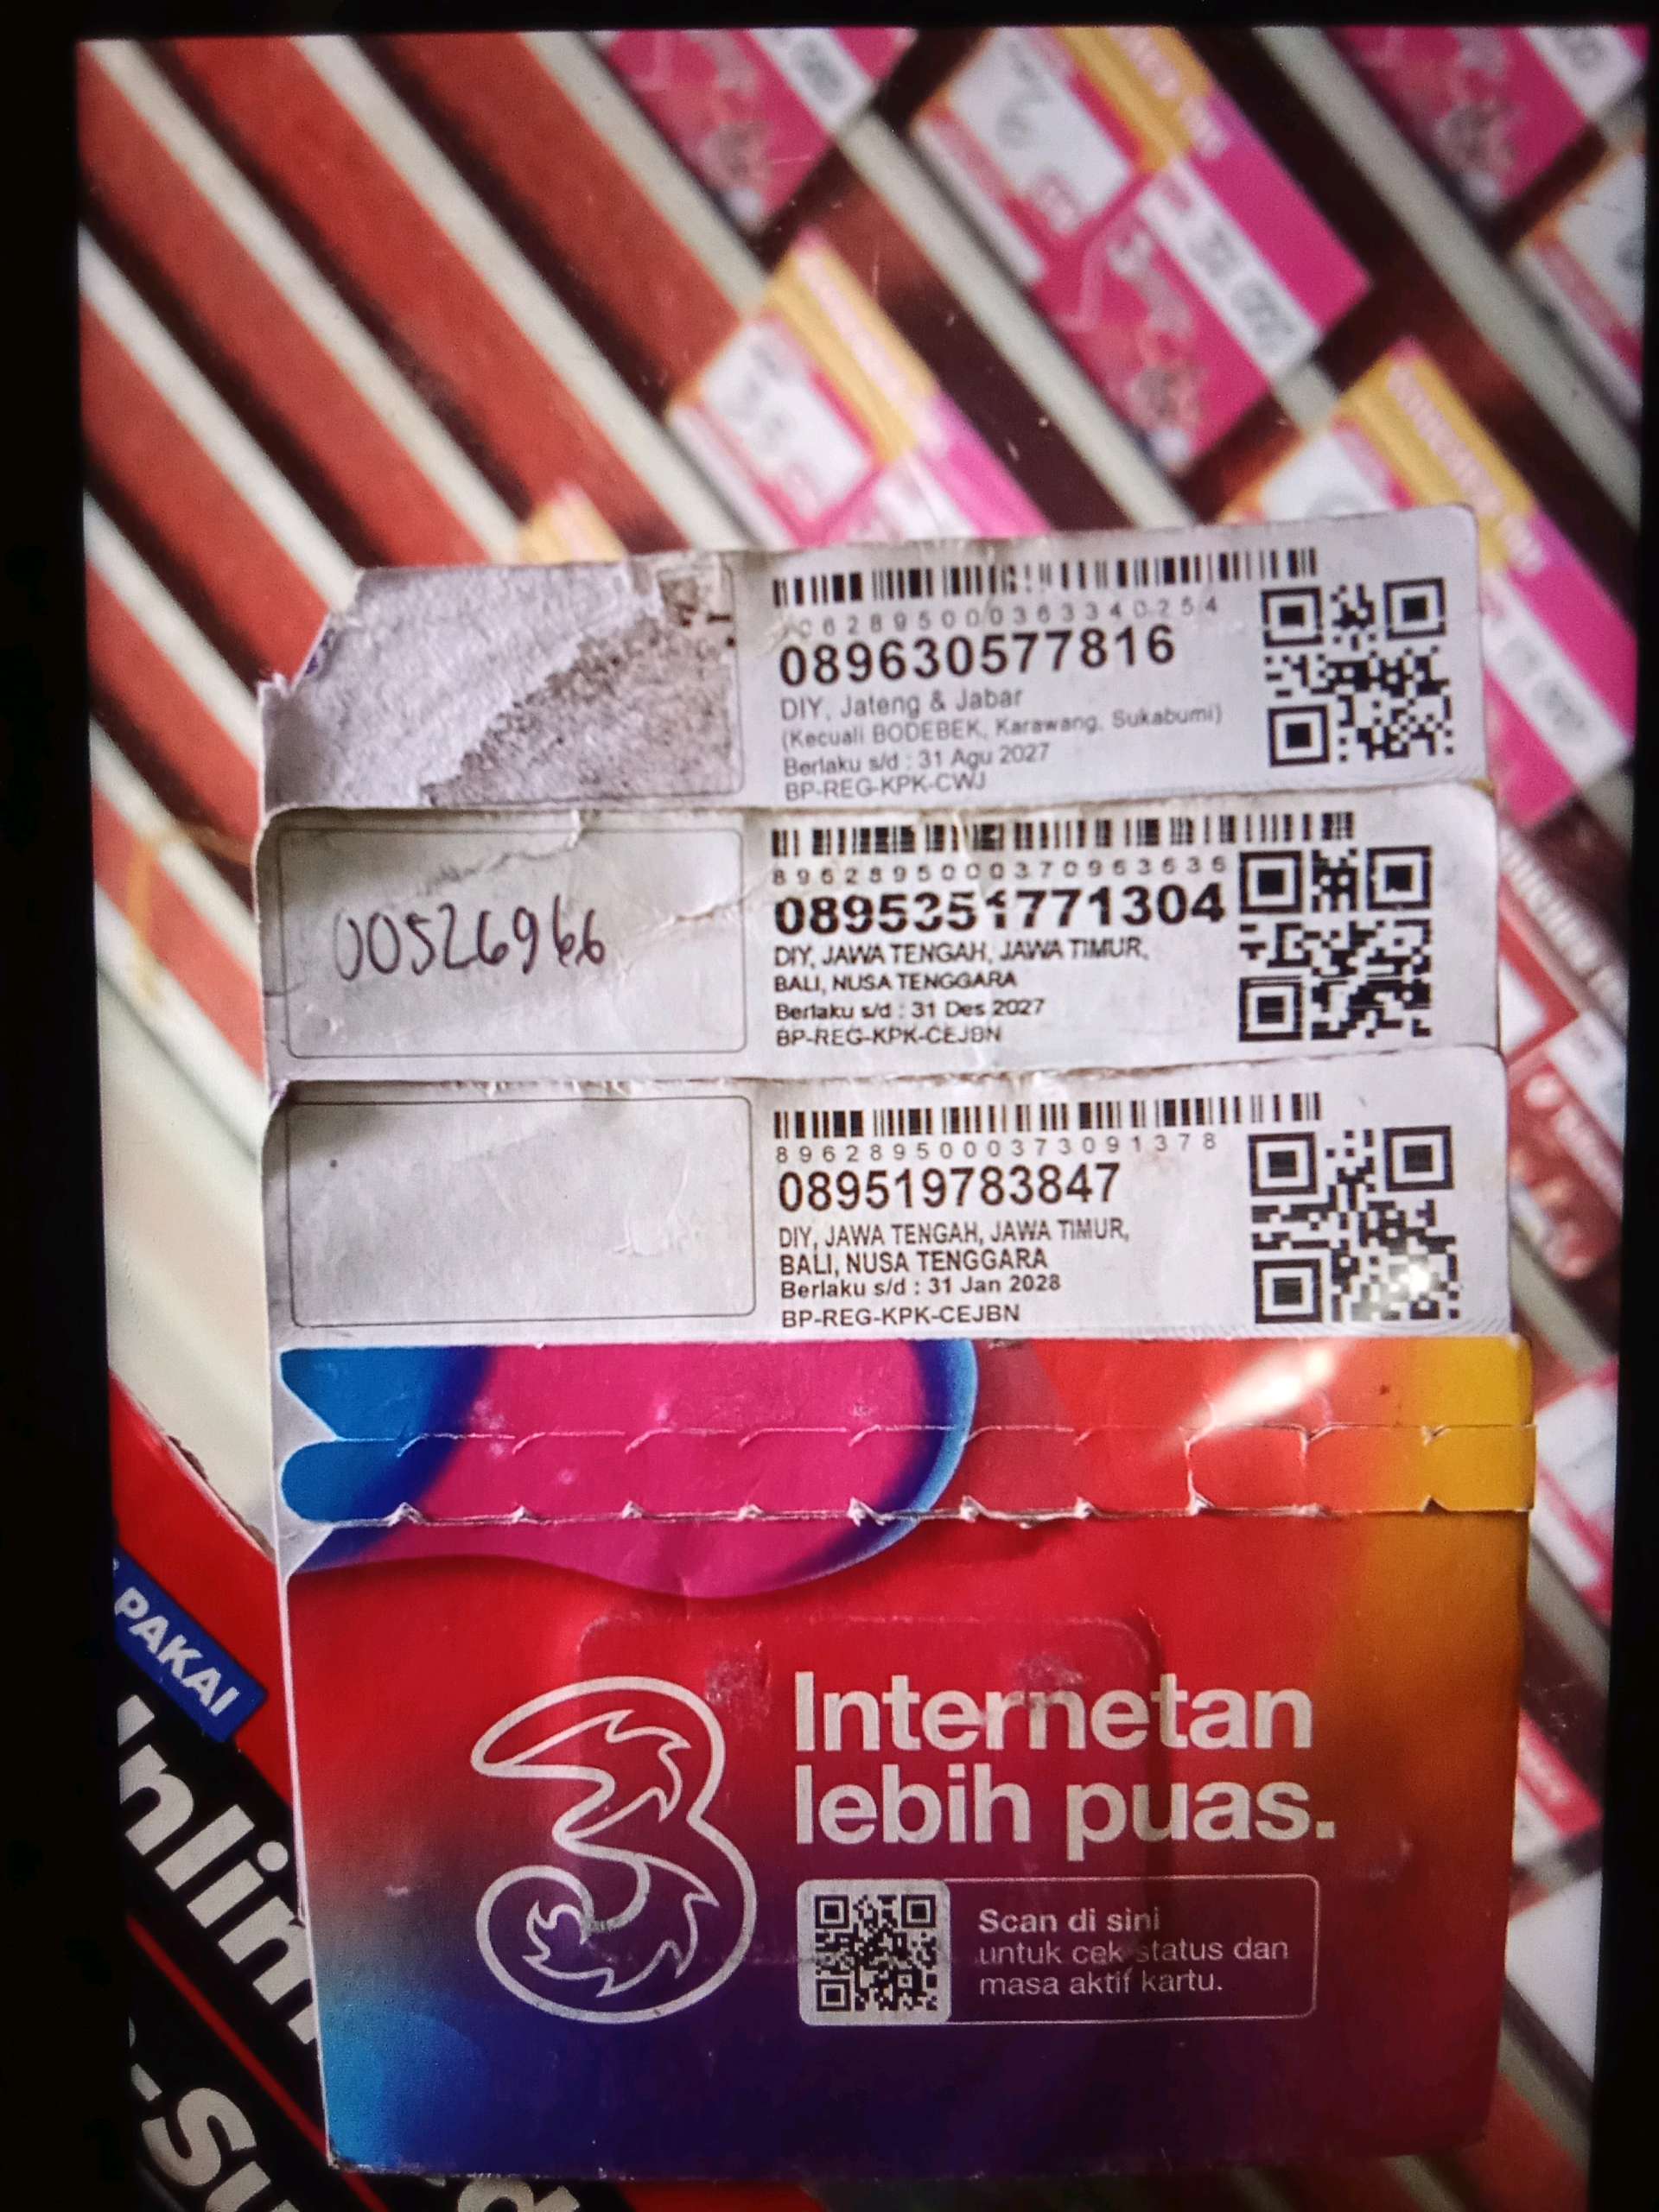 089630577816
DIY, Jateng & Jabar
(Kecuali BODEBEK, Karawang, Sukabumi)
Berlaku s/d : 31 Agu 2027
BP-REG-KPK-CWJ
00526966
8962895000370963636
0895351771304
DIY, JAWA TENGAH, JAWA TIMUR,
BALI, NUSA TENGGARA
Berlaku s/d : 31 Des 2027
BP-REG-KPK-CEJBN
8962895000373091378
089519783847
DIY, JAWA TENGAH, JAWA TIMUR,
BALI, NUSA TENGGARA
Berlaku s/d : 31 Jan 2028
BP-REG-KPK-CEJBN
3
Internetan
lebih puas.
Scan di sini
untuk cek status dan
masa aktif kartu.
PAKAI